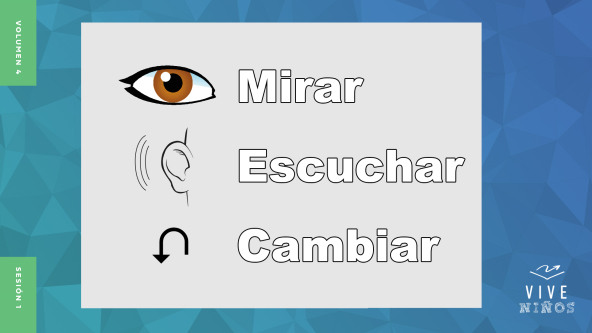 VOLUMEN 4
Mirar
Escuchar
Cambiar
SESIÓN 1
VIVE
NIÑOS